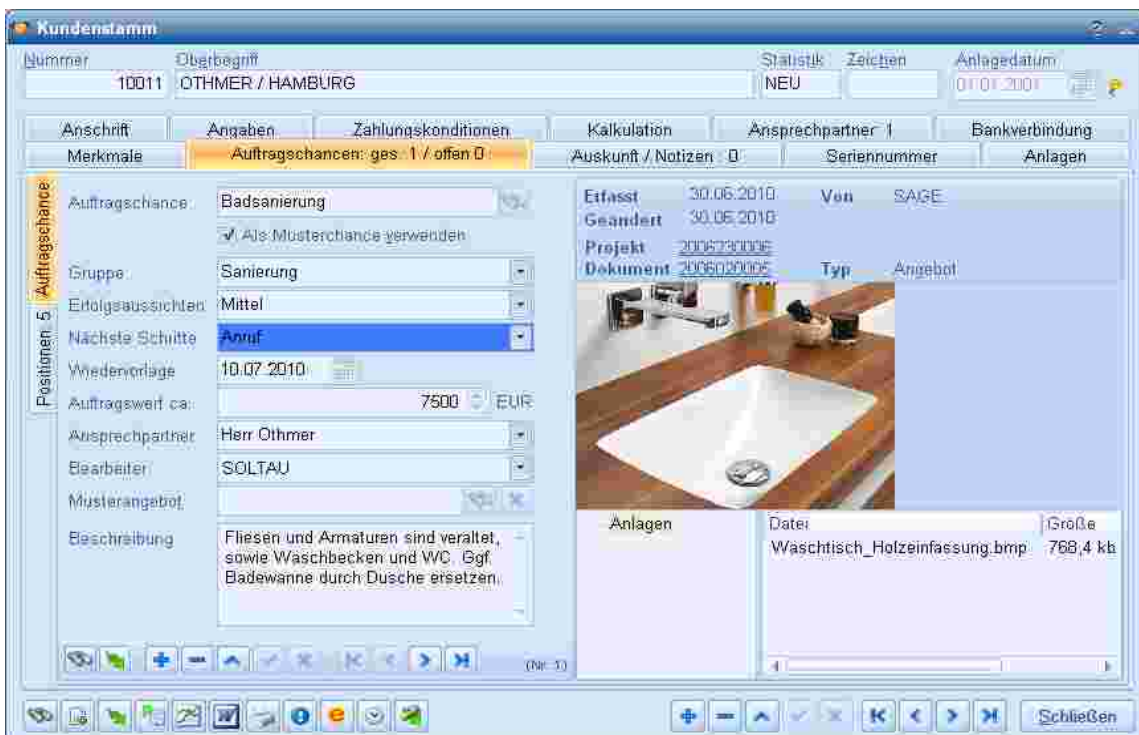 Kundenstamm
Nummer Oberbegriff Statistik Zeichen Anlagedatum
10011 OTHMER / HAMBURG NEU 01.01.2001
Anschrift Angaben Zahlungskonditionen Kalkulation Ansprechpartner: 1 Bankverbindung
Merkmale Auftragschancen: ges.: 1 / offen 0 Auskunft / Notizen : 0 Seriennummer Anlagen
Auftragschance
Positionen: 5
Auftragschance: Badsanierung
Als Musterchance verwenden
Gruppe Sanierung
Erfolgsaussichten Mittel
Nächste Schritte Anruf
Wiedervorlage 10.07.2010
Auftragswert ca: 7500 EUR
Ansprechpartner Herr Othmer
Bearbeiter SOLTAU
Musterangebot
Beschreibung Fliesen und Armaturen sind veraltet,
sowie Waschbecken und WC. Ggf.
Badewanne durch Dusche ersetzen.
(Nr. 1)
Erfasst 30.06.2010 Von SAGE
Geändert 30.06.2010
Projekt 2006230006
Dokument 2006020006 Typ Angebot
Anlagen Datei Größe
Waschtisch_Holzeinfassung.bmp 768,4 kb
Schließen